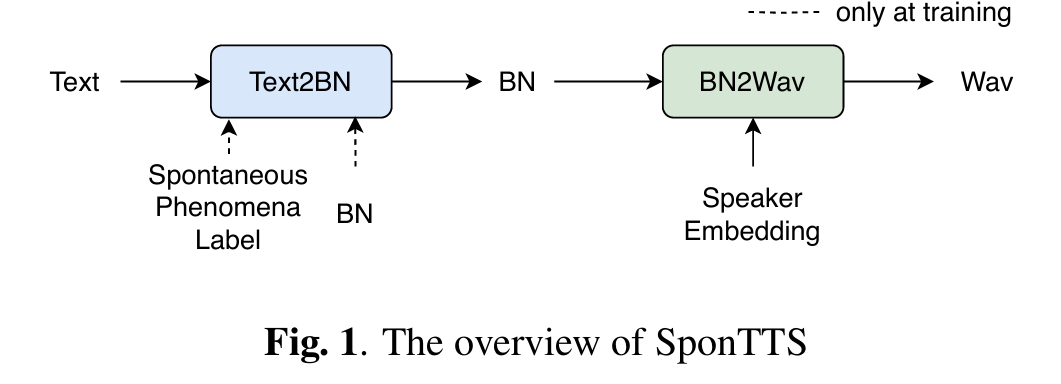 only at training
Text
Text2BN
BN
BN2Wav
Wav
Spontaneous
Phenomena
Label
BN
Speaker
Embedding
Fig. 1. The overview of SponTTS